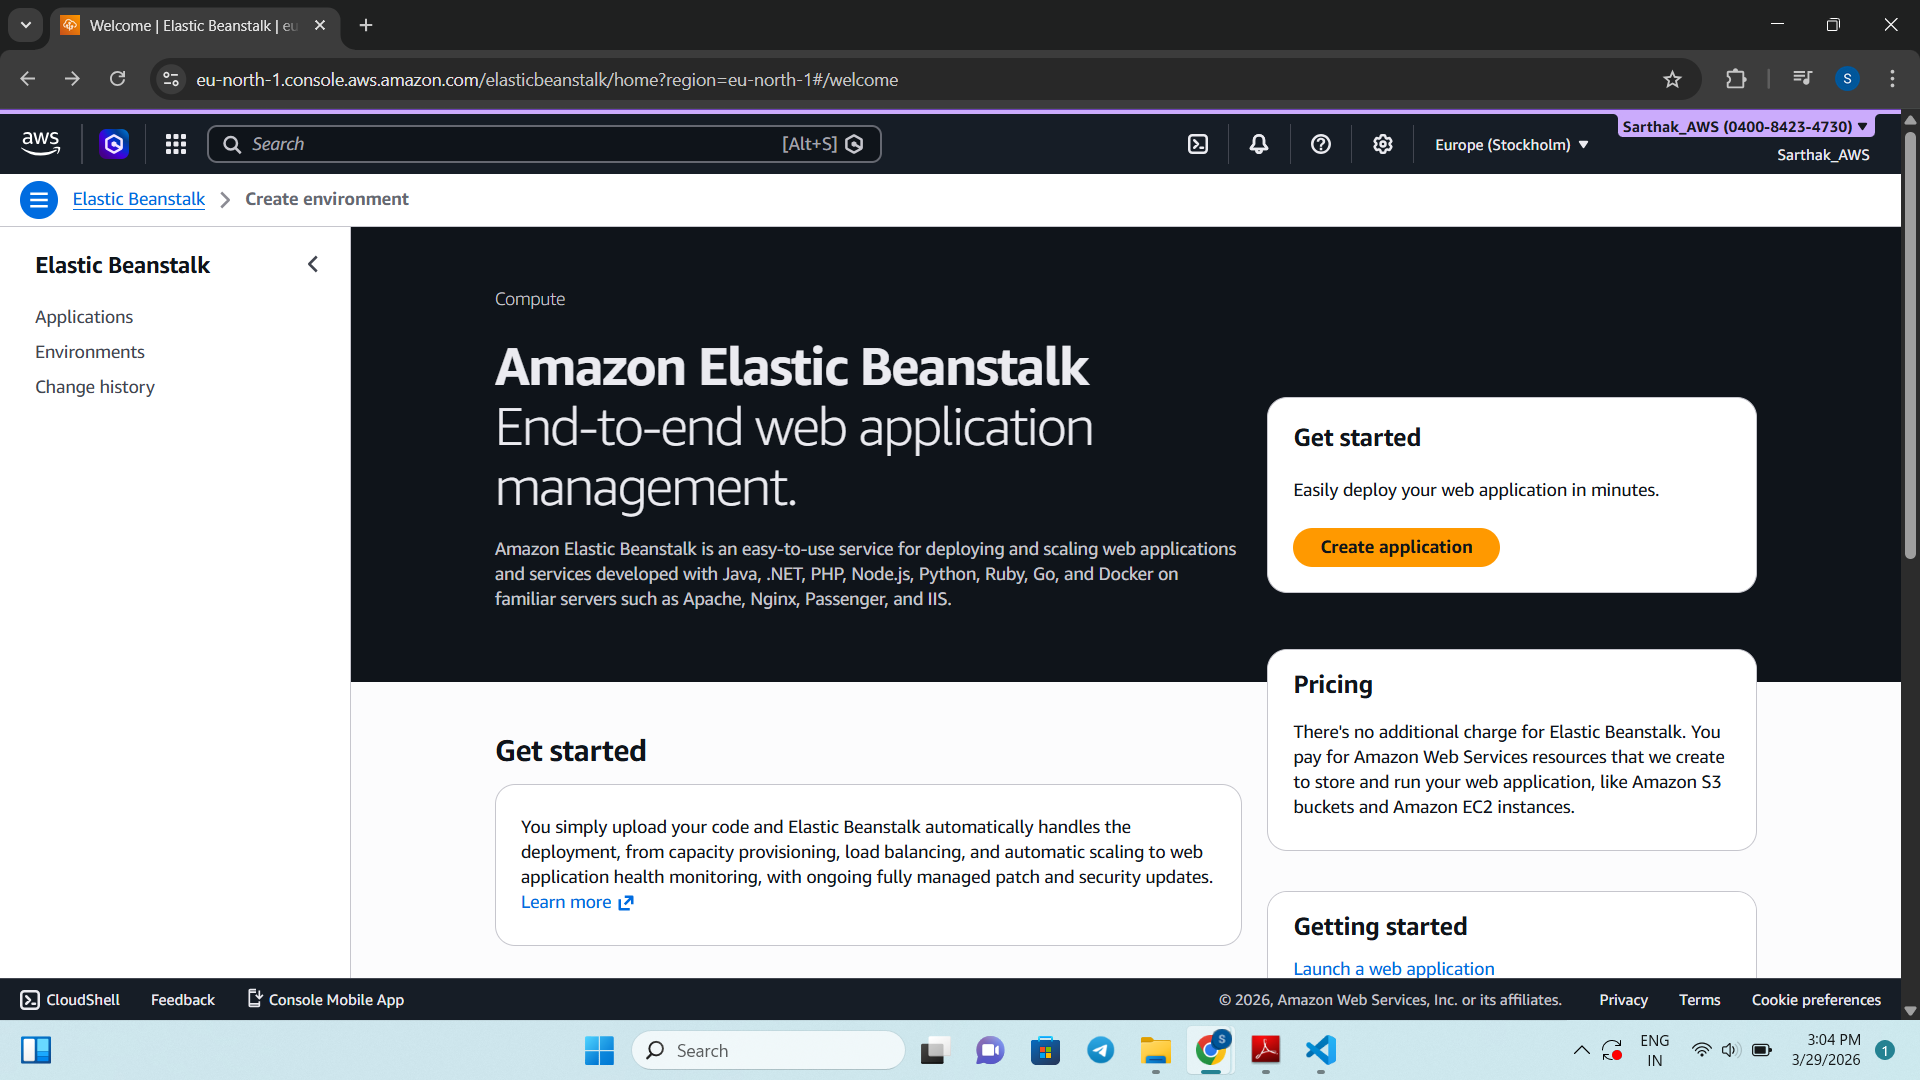 Welcome | Elastic Beanstalk | eu
eu-north-1.console.aws.amazon.com/elasticbeanstalk/home?region=eu-north-1#/welcome
S
aws
Search
[Alt+S]
Europe (Stockholm)
Sarthak_AWS (0400-8423-4730)
Sarthak_AWS
Elastic Beanstalk
Create environment
Elastic Beanstalk
Applications
Environments
Change history
Compute
Amazon Elastic Beanstalk
End-to-end web application
management.
Amazon Elastic Beanstalk is an easy-to-use service for deploying and scaling web applications
and services developed with Java, .NET, PHP, Node.js, Python, Ruby, Go, and Docker on
familiar servers such as Apache, Nginx, Passenger, and IIS.
Get started
Easily deploy your web application in minutes.
Create application
Pricing
There's no additional charge for Elastic Beanstalk. You
pay for Amazon Web Services resources that we create
to store and run your web application, like Amazon S3
buckets and Amazon EC2 instances.
Get started
You simply upload your code and Elastic Beanstalk automatically handles the
deployment, from capacity provisioning, load balancing, and automatic scaling to web
application health monitoring, with ongoing fully managed patch and security updates.
Learn more
Getting started
Launch a web application
CloudShell
Feedback
Console Mobile App
© 2026, Amazon Web Services, Inc. or its affiliates.
Privacy
Terms
Cookie preferences
Search
S
ENG
IN
3:04 PM
3/29/2026
1